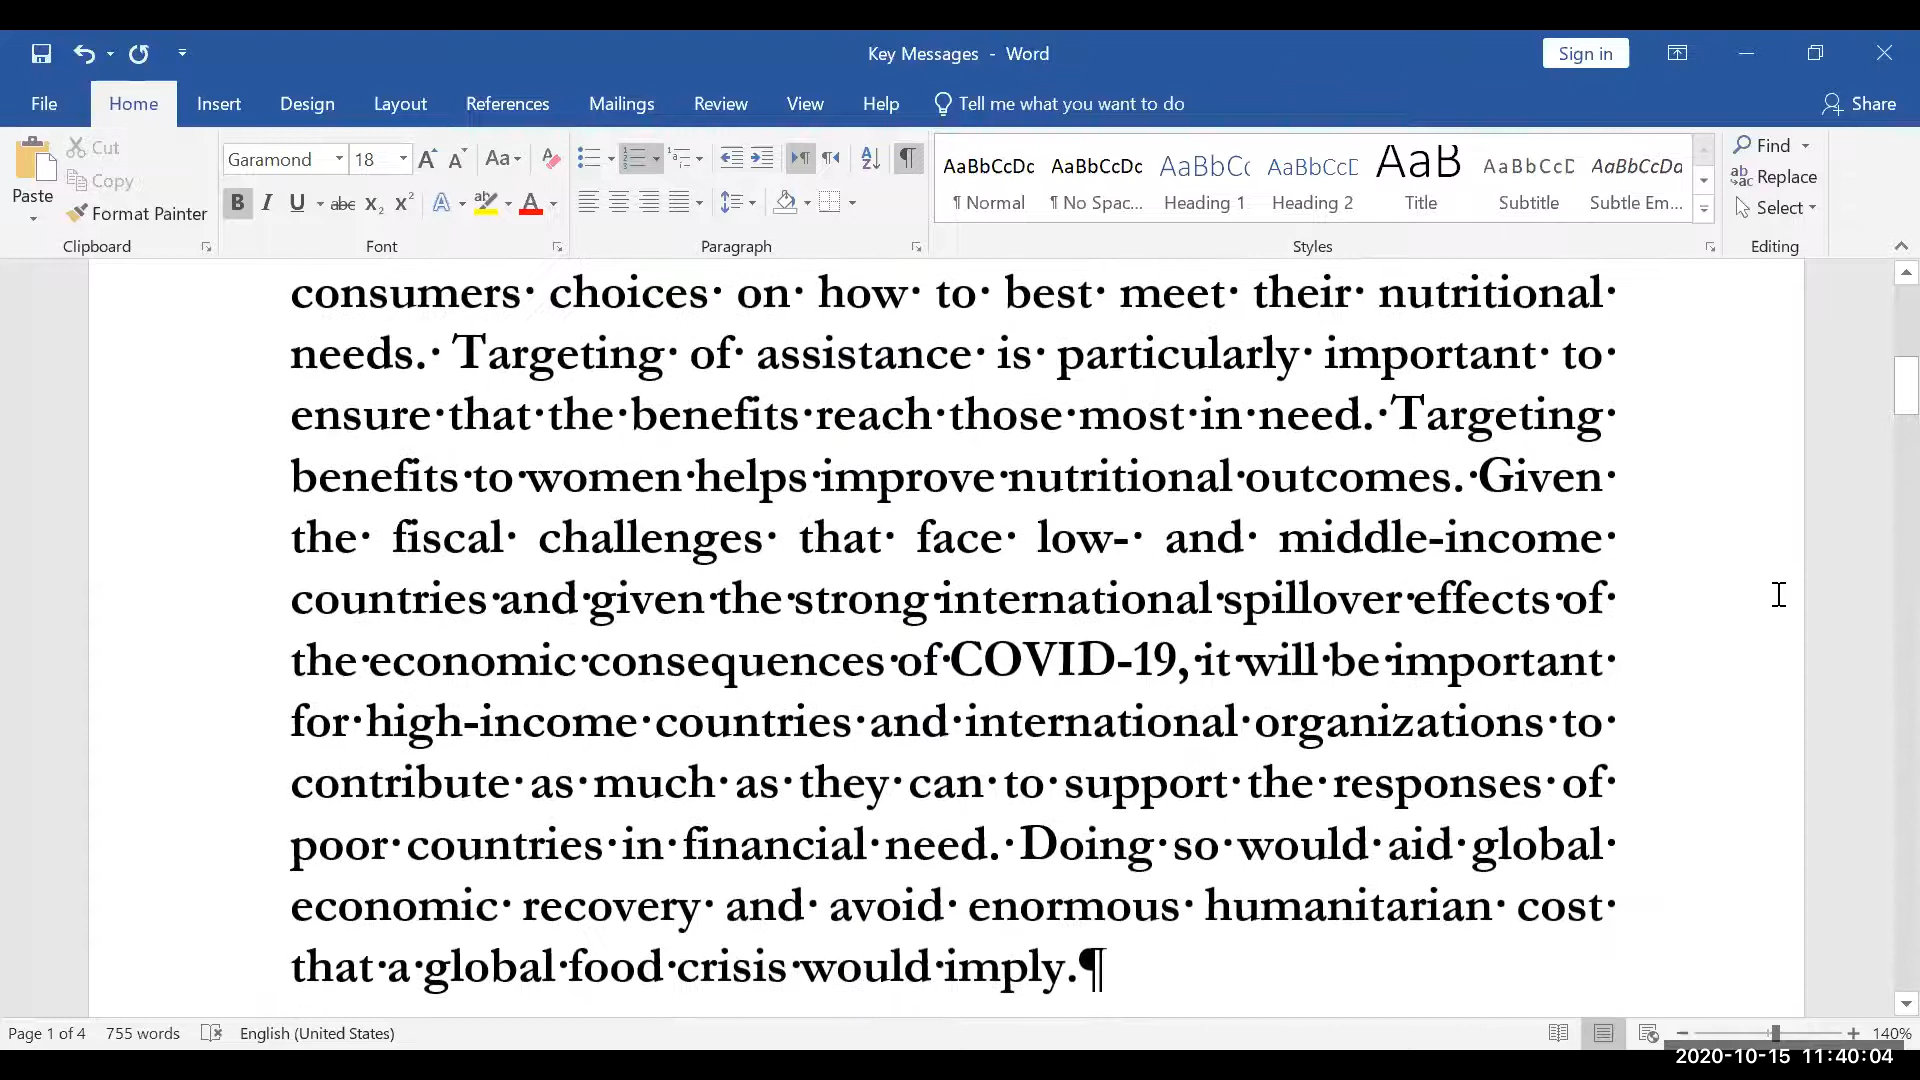 Key Messages - Word
Sign in
File Home Insert Design Layout References Mailings Review View Help Tell me what you want to do Share
Paste
Cut
Copy
Format Painter
Clipboard
Garamond 18
Font
Paragraph
AaBbCcDc AaBbCcDc AaBbCc AaBbCcD AaB AaBbCcD AaBbCcDa
¶ Normal ¶ No Spac... Heading 1 Heading 2 Title Subtitle Subtle Em...
Styles
Find
Replace
Select
Editing
consumers choices on how to best meet their nutritional
needs. Targeting of assistance is particularly important to
ensure that the benefits reach those most in need. Targeting
benefits to women helps improve nutritional outcomes. Given
the fiscal challenges that face low- and middle-income
countries and given the strong international spillover effects of
the economic consequences of COVID-19, it will be important
for high-income countries and international organizations to
contribute as much as they can to support the responses of
poor countries in financial need. Doing so would aid global
economic recovery and avoid enormous humanitarian cost
that a global food crisis would imply.¶
Page 1 of 4 755 words English (United States) 140%
2020-10-15 11:40:04